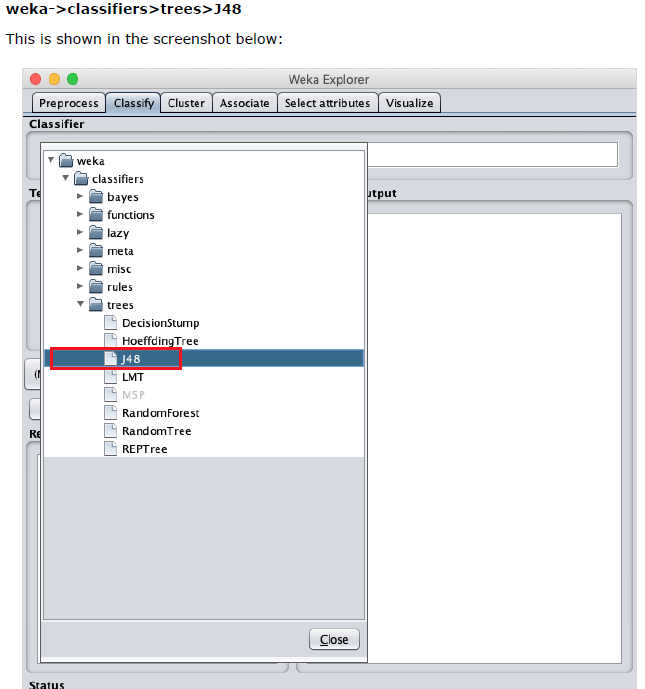 weka->classifiers>trees>J48
This is shown in the screenshot below:
Weka Explorer
Preprocess Classify Cluster Associate Select attributes Visualize
Classifier
weka
classifiers
bayes
functions
lazy
meta
misc
rules
trees
DecisionStump
HoeffdingTree
J48
LMT
M5P
RandomForest
RandomTree
REPTree
Close
Status